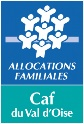 ALLOCATIONS
FAMILIALES
Caf
du Val d'Oise